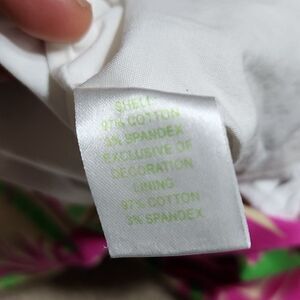 SHELL
97% COTTON
3% SPANDEX
EXCLUSIVE OF
DECORATION
LINING
97% COTTON
3% SPANDEX